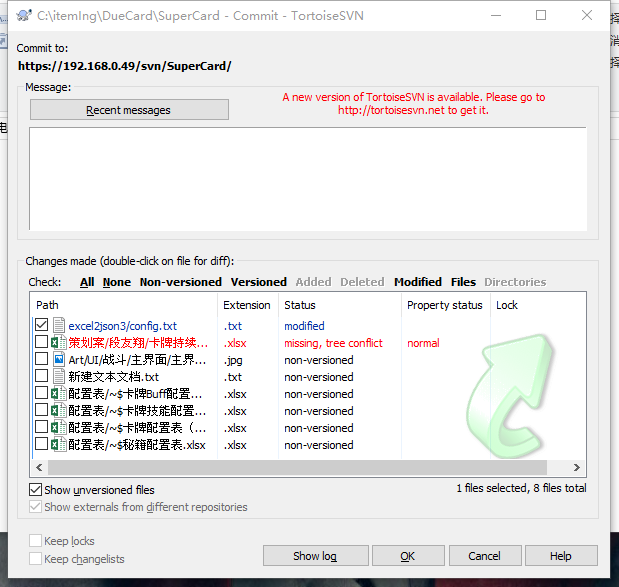 C:\itemIng\DueCard\SuperCard - Commit - TortoiseSVN
Commit to:
https://192.168.0.49/svn/SuperCard/
Message:
Recent messages
A new version of TortoiseSVN is available. Please go to
http://tortoisesvn.net to get it.
Changes made (double-click on file for diff):
Check: All None Non-versioned Versioned Added Deleted Modified Files Directories
Path Extension Status Property status Lock
excel2json3/config.txt .txt modified
策划案/段友翔/卡牌持续... .xlsx missing, tree conflict normal
Art/UI/战斗/主界面/主界... .jpg non-versioned
新建文本文档.txt .txt non-versioned
配置表/~$卡牌Buff配置... .xlsx non-versioned
配置表/~$卡牌技能配置... .xlsx non-versioned
配置表/~$卡牌配置表（... .xlsx non-versioned
配置表/~$秘籍配置表.xlsx .xlsx non-versioned
Show unversioned files
1 files selected, 8 files total
Show externals from different repositories
Keep locks
Keep changelists
Show log OK Cancel Help